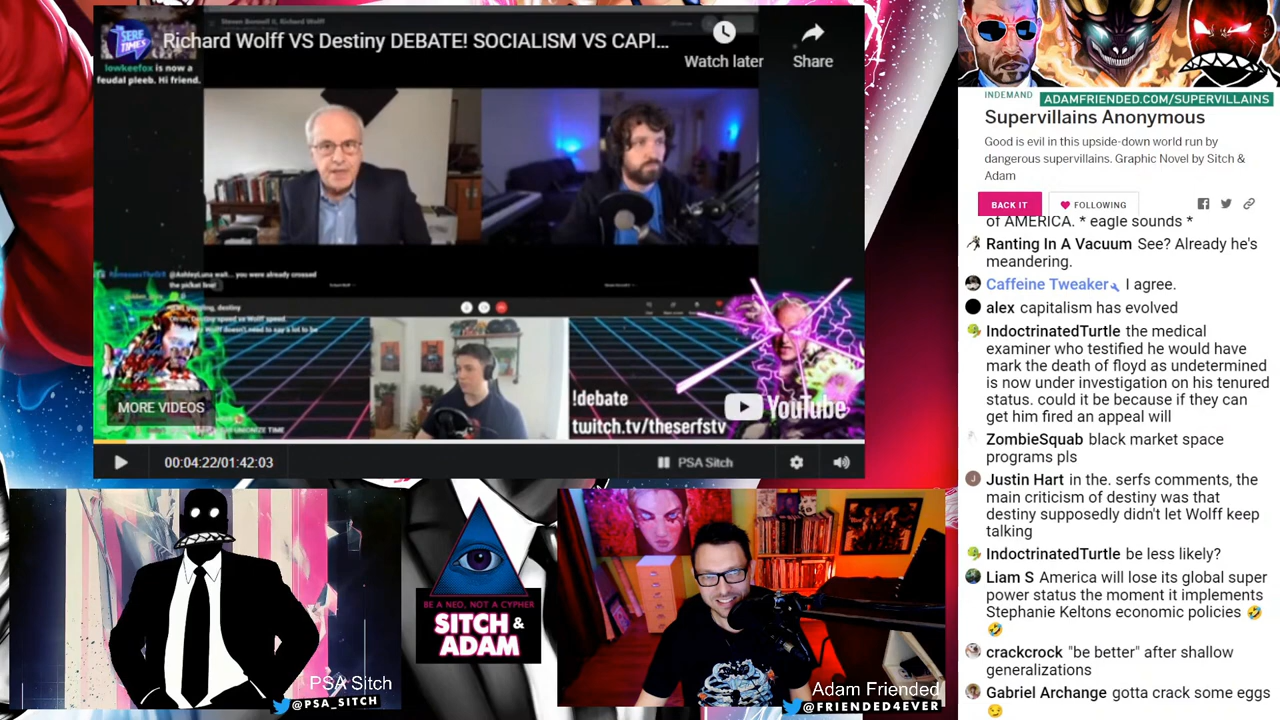 SERF
TIMES
Richard Wolff VS Destiny DEBATE! SOCIALISM VS CAPI...
Watch later
Share
lowkeefox is now a
feudal pleeb. Hi friend.
!debate
twitch.tv/theserfstv
MORE VIDEOS
YouTube
00:04:22/01:42:03
PSA Sitch
BE A NEO, NOT A CYPHER
SITCH &
ADAM
PSA Sitch
@PSA_SITCH
Adam Friended
@FRIENDED4EVER
INDEMAND
ADAMFRIENDED.COM/SUPERVILLAINS
Supervillains Anonymous
Good is evil in this upside-down world run by
dangerous supervillains. Graphic Novel by Sitch &
Adam
BACK IT
FOLLOWING
of AMERICA. * eagle sounds *
Ranting In A Vacuum See? Already he's
meandering.
Caffeine Tweaker I agree.
alex capitalism has evolved
IndoctrinatedTurtle the medical
examiner who testified he would have
mark the death of floyd as undetermined
is now under investigation on his tenured
status. could it be because if they can
get him fired an appeal will
ZombieSquab black market space
programs pls
Justin Hart in the. serfs comments, the
main criticism of destiny was that
destiny supposedly didn't let Wolff keep
talking
IndoctrinatedTurtle be less likely?
Liam S America will lose its global super
power status the moment it implements
Stephanie Keltons economic policies 🤣
🤣
crackcrock "be better" after shallow
generalizations
Gabriel Archange gotta crack some eggs
😏